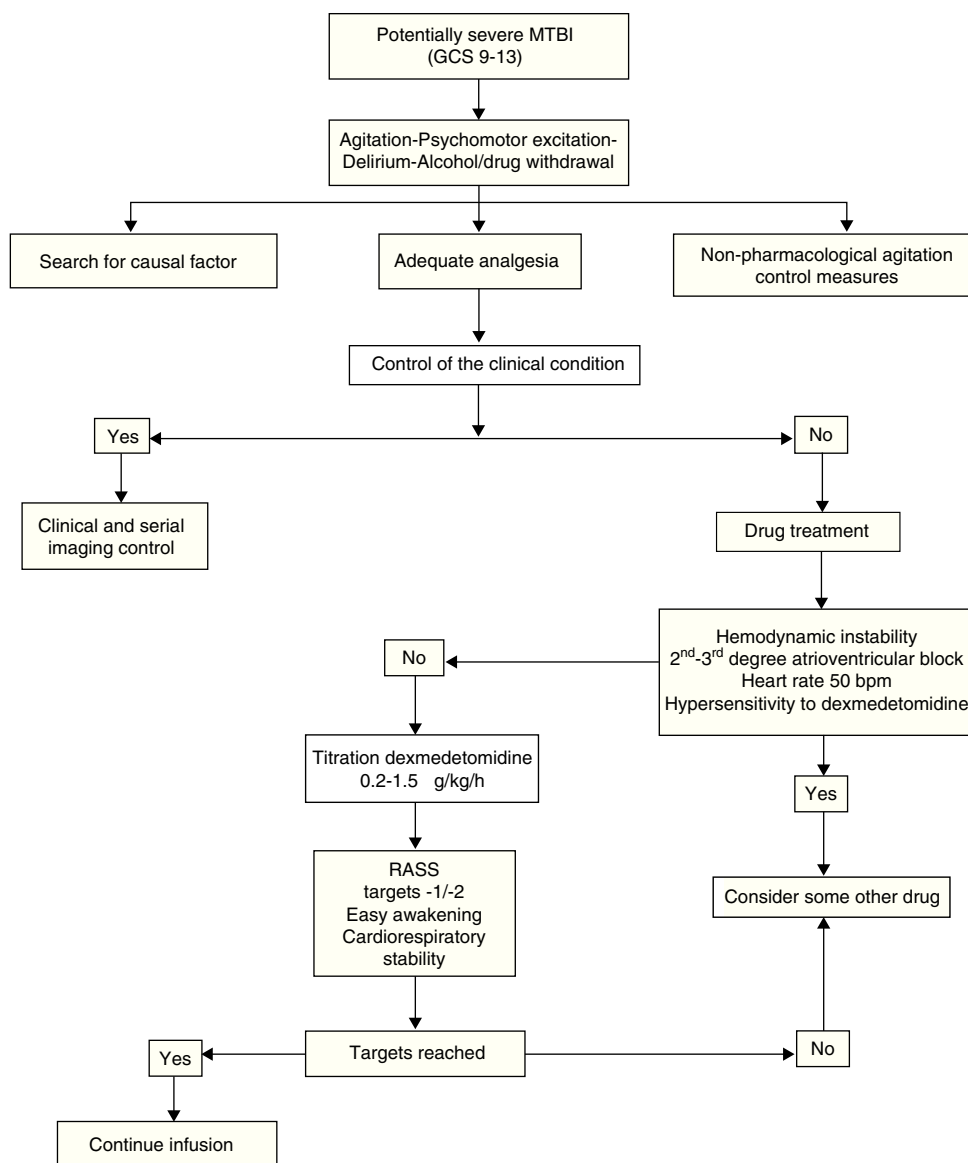 Potentially severe MTBI
(GCS 9-13)
Agitation-Psychomotor excitation-
Delirium-Alcohol/drug withdrawal
Search for causal factor
Adequate analgesia
Non-pharmacological agitation
control measures
Control of the clinical condition
Yes
No
Clinical and serial
imaging control
Drug treatment
Hemodynamic instability
2nd-3rd degree atrioventricular block
Heart rate 50 bpm
Hypersensitivity to dexmedetomidine
No
Titration dexmedetomidine
0.2-1.5 g/kg/h
Yes
RASS
targets -1/-2
Easy awakening
Cardiorespiratory
stability
Consider some other drug
Targets reached
Yes
No
Continue infusion